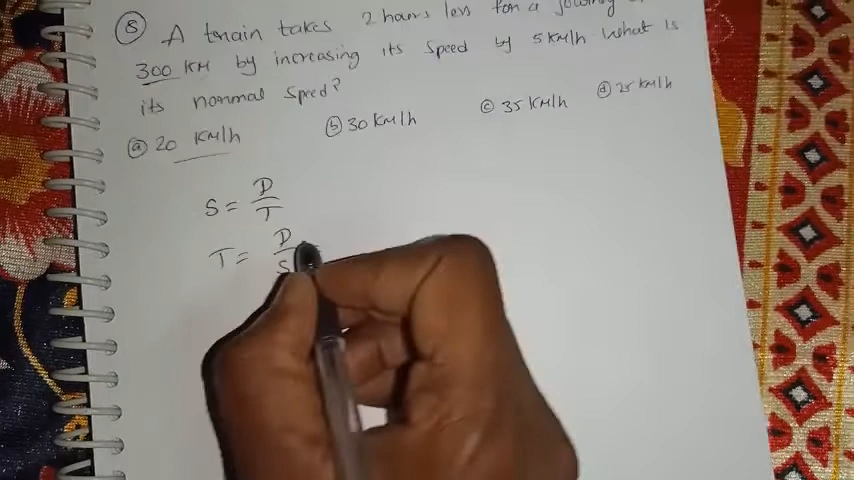 8 A train takes 2 hours less for a
300 KM by increasing its speed by 5 KM/h what is
its normal speed?
a 20 KM/h b 30 KM/h c 35 KM/h d 25 KM/h
S = D/T
T = D/S